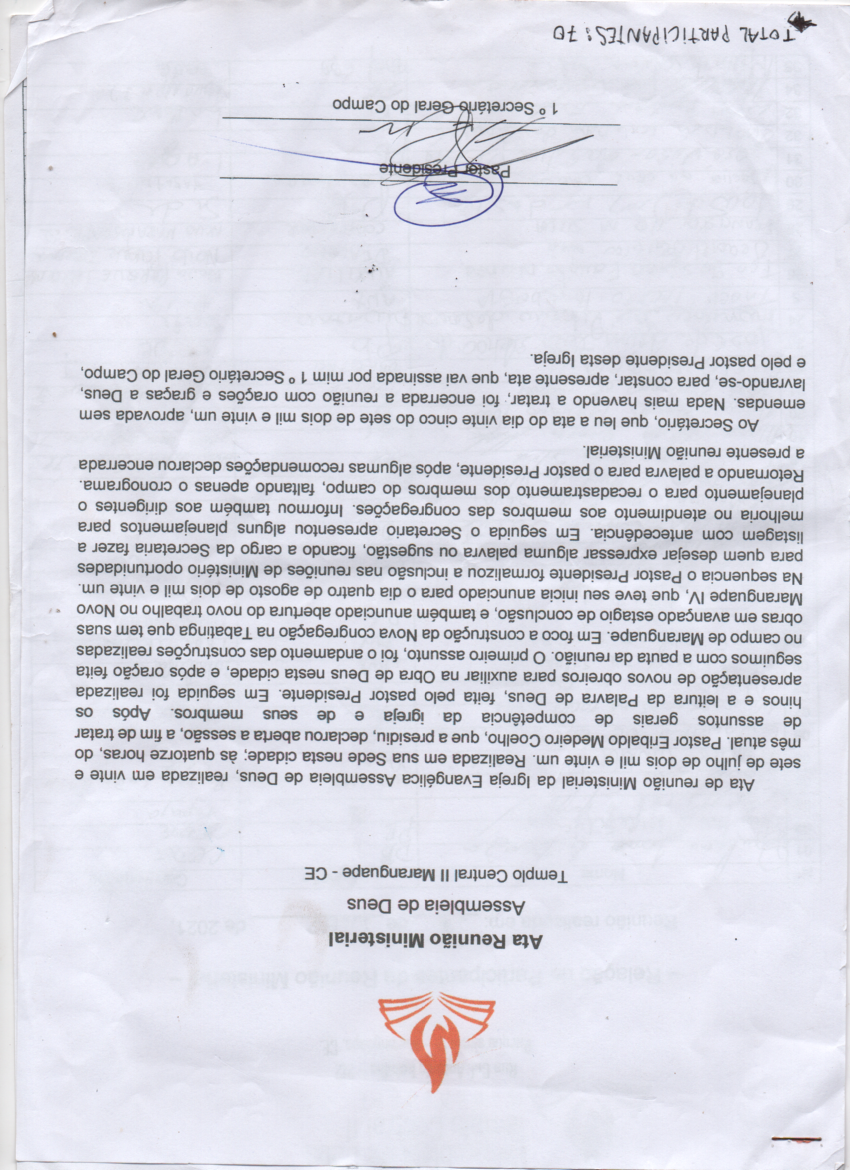 Ata Reunião Ministerial
Assembleia de Deus
Templo Central II Maranguape - CE
Ata de reunião Ministerial da Igreja Evangélica Assembleia de Deus, realizada em vinte e
sete de julho de dois mil e vinte um. Realizada em sua Sede nesta cidade; às quatorze horas, do
mês atual. Pastor Eribaldo Medeiro Coelho, que a presidiu, declarou aberta a sessão, a fim de tratar
de assuntos gerais de competência da igreja e de seus membros. Após os
hinos e a leitura da Palavra de Deus, feita pelo pastor Presidente. Em seguida foi realizada
apresentação de novos obreiros para auxiliar na Obra de Deus nesta cidade, e após oração feita
seguimos com a pauta da reunião. O primeiro assunto, foi o andamento das construções realizadas
no campo de Maranguape. Em foco a construção da Nova congregação na Tabatinga que tem suas
obras em avançado estagio de conclusão, e também anunciado abertura do novo trabalho no Novo
Maranguape IV, que teve seu inicia anunciado para o dia quatro de agosto de dois mil e vinte um.
Na sequencia o Pastor Presidente formalizou a inclusão nas reuniões de Ministério oportunidades
para quem desejar expressar alguma palavra ou sugestão, ficando a cargo da Secretaria fazer a
listagem com antecedência. Em seguida o Secretario apresentou alguns planejamentos para
melhoria no atendimento aos membros das congregações. Informou também aos dirigentes o
planejamento para o recadastramento dos membros do campo, faltando apenas o cronograma.
Retornando a palavra para o pastor Presidente, após algumas recomendações declarou encerrada
a presente reunião Ministerial.
Ao Secretário, que leu a ata do dia vinte cinco do sete de dois mil e vinte um, aprovada sem
emendas. Nada mais havendo a tratar, foi encerrada a reunião com orações e graças a Deus,
lavrando-se, para constar, apresente ata, que vai assinada por mim 1 º Secretário Geral do Campo,
e pelo pastor Presidente desta Igreja.
Pastor Presidente
1 º Secretário Geral do Campo
TOTAL PARTICIPANTES: 70